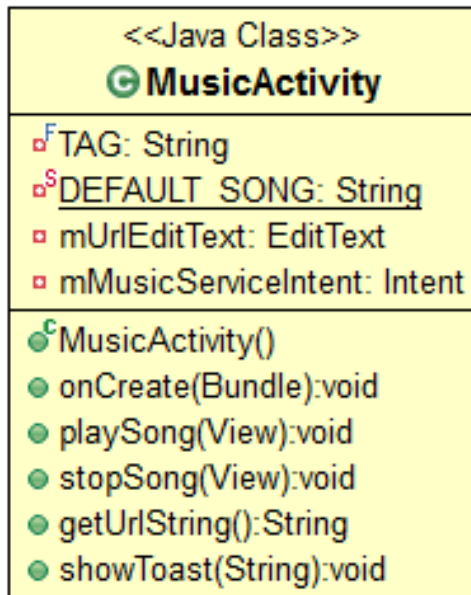 <<Java Class>>
C MusicActivity
F TAG: String
S DEFAULT_SONG: String
mUrlEditText: EditText
mMusicServiceIntent: Intent
C MusicActivity()
onCreate(Bundle):void
playSong(View):void
stopSong(View):void
getUrlString():String
showToast(String):void